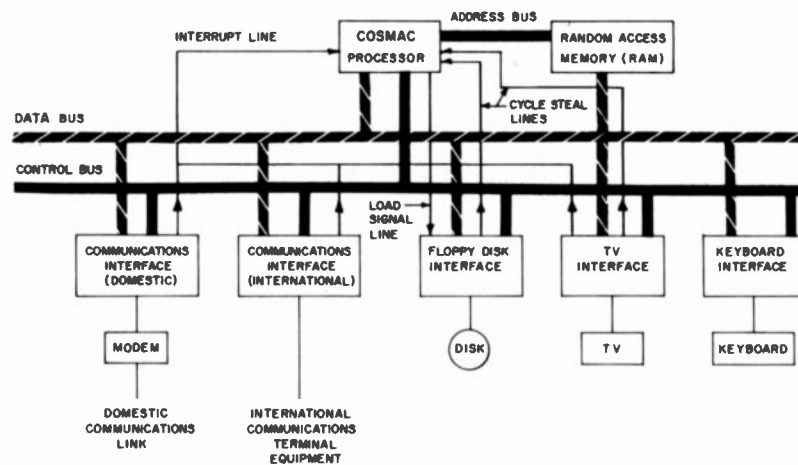 ADDRESS BUS
INTERRUPT LINE
COSMAC
PROCESSOR
RANDOM ACCESS
MEMORY (RAM)
CYCLE STEAL
LINES
DATA BUS
CONTROL BUS
LOAD
SIGNAL
LINE
COMMUNICATIONS
INTERFACE
(DOMESTIC)
COMMUNICATIONS
INTERFACE
(INTERNATIONAL)
FLOPPY DISK
INTERFACE
TV
INTERFACE
KEYBOARD
INTERFACE
MODEM
DISK
TV
KEYBOARD
DOMESTIC
COMMUNICATIONS
LINK
INTERNATIONAL
COMMUNICATIONS
TERMINAL
EQUIPMENT